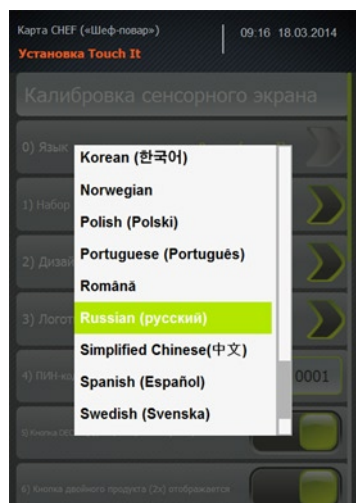 Карта CHEF («Шеф-повар») 09:16 18.03.2014
Установка Touch It
Калибровка сенсорного экрана
0) Язык
Korean (한국어)
Norwegian
1) Набор
Polish (Polski)
Portuguese (Português)
2) Дизай
Română
3) Логот
Russian (русский)
Simplified Chinese(中文)
4) ПИН-ко 0001
Spanish (Español)
Swedish (Svenska)
5) Кнопка
6) Кнопка двойного продукта (2x) отображается